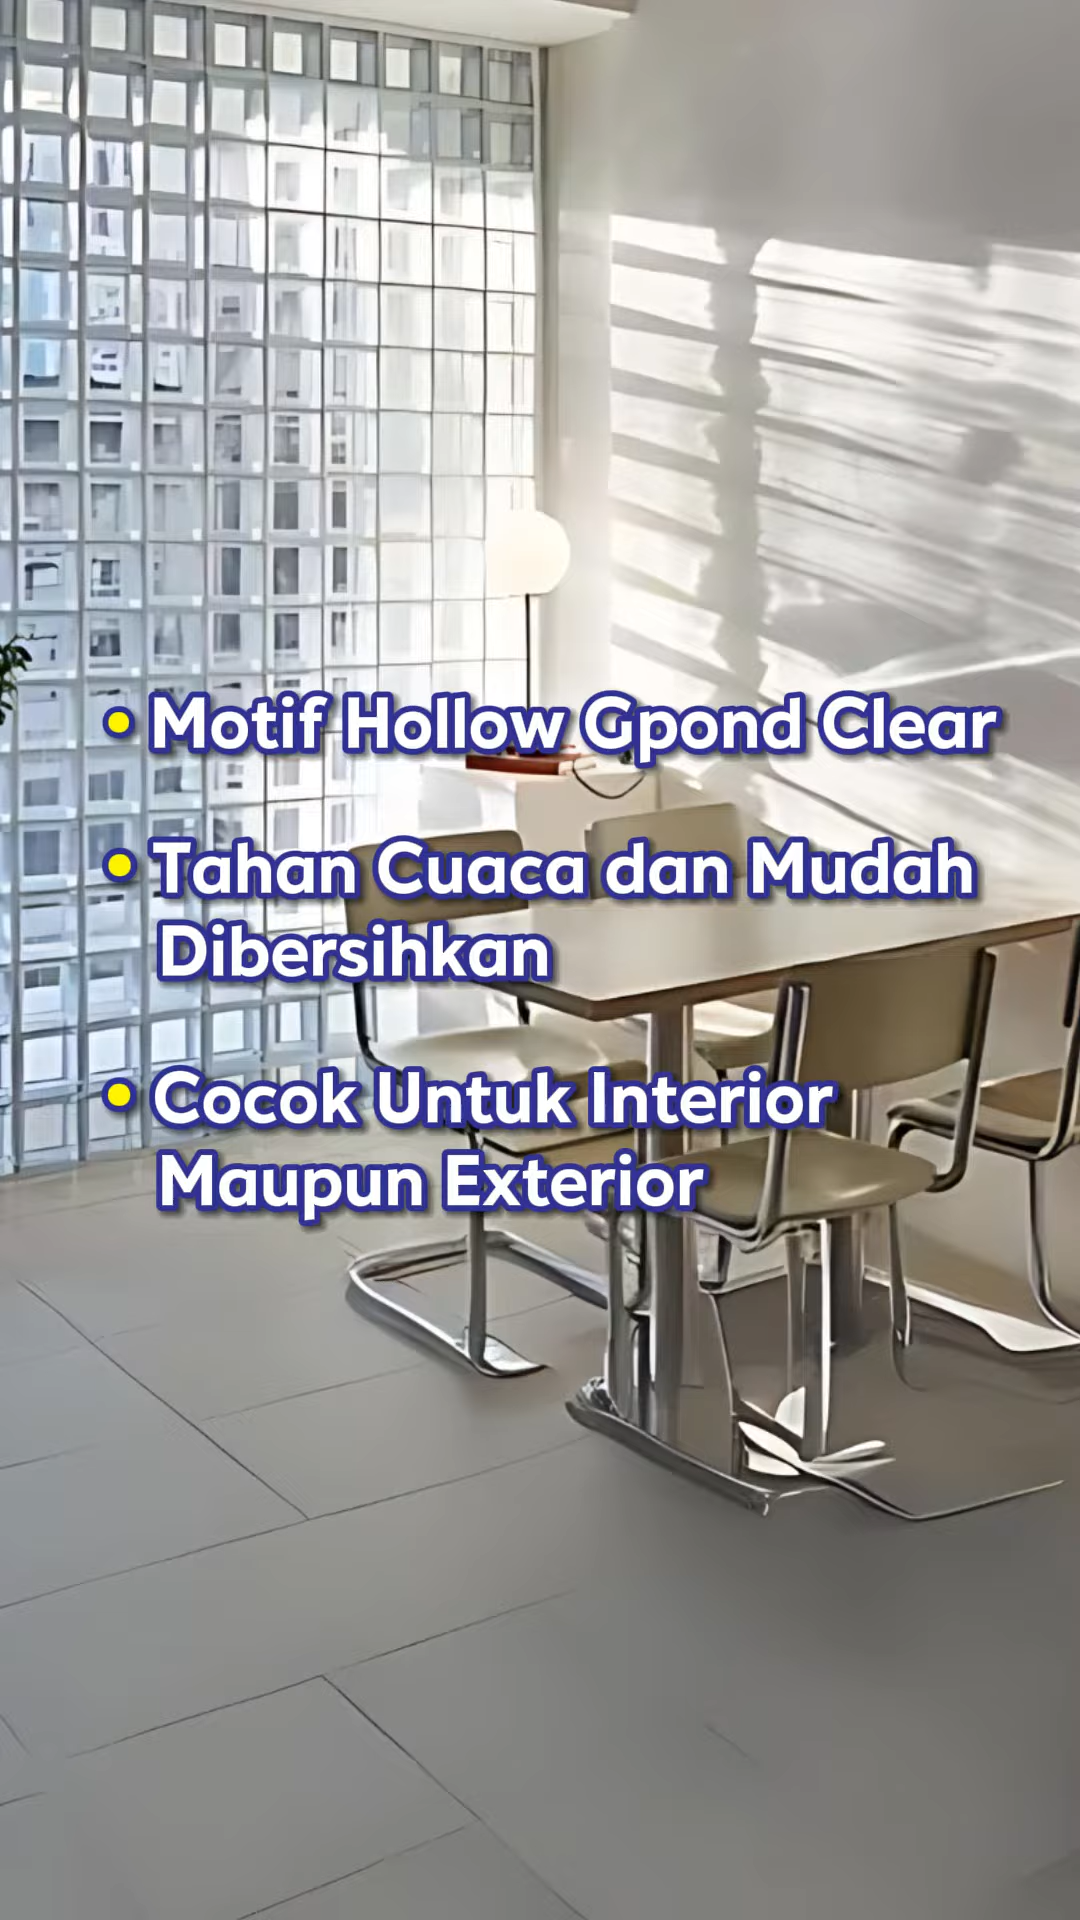 • Motif Hollow Gpond Clear
• Tahan Cuaca dan Mudah
Dibersihkan
• Cocok Untuk Interior
Maupun Exterior